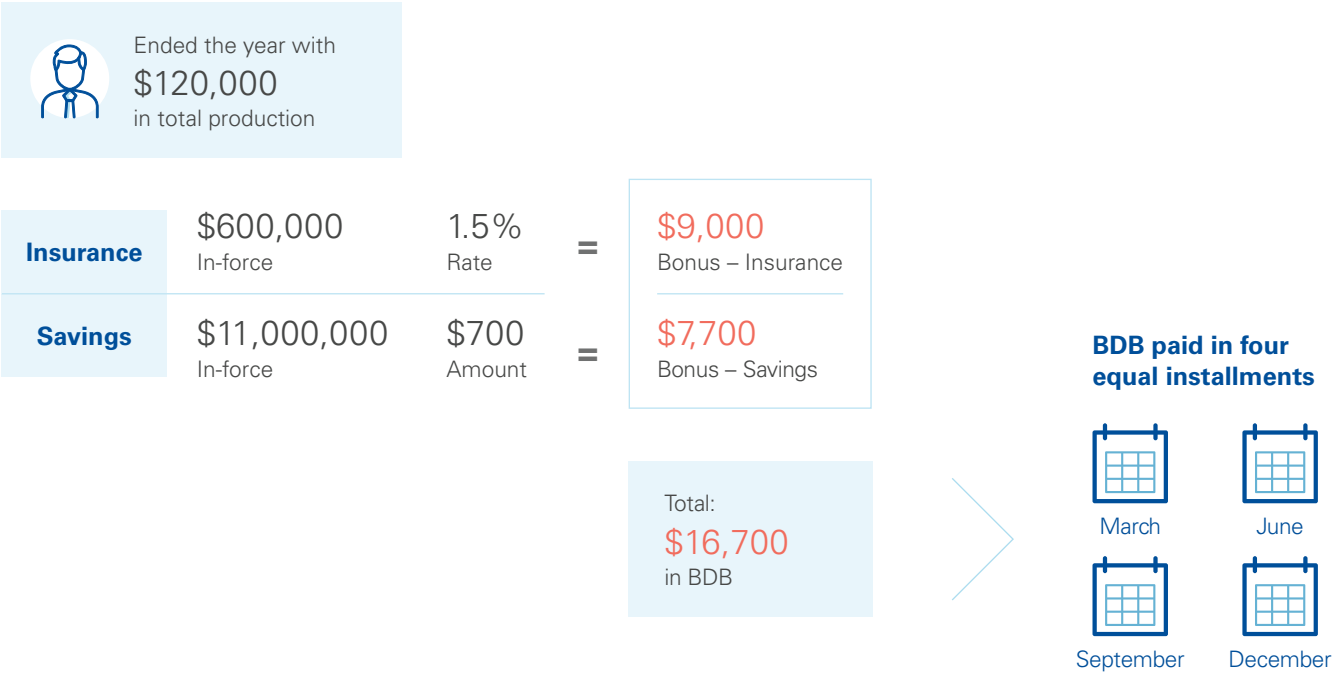 Ended the year with
$120,000
in total production
Insurance
$600,000
In-force
1.5%
Rate
=
$9,000
Bonus – Insurance
Savings
$11,000,000
In-force
$700
Amount
=
$7,700
Bonus – Savings
Total:
$16,700
in BDB
BDB paid in four
equal installments
March
June
September
December